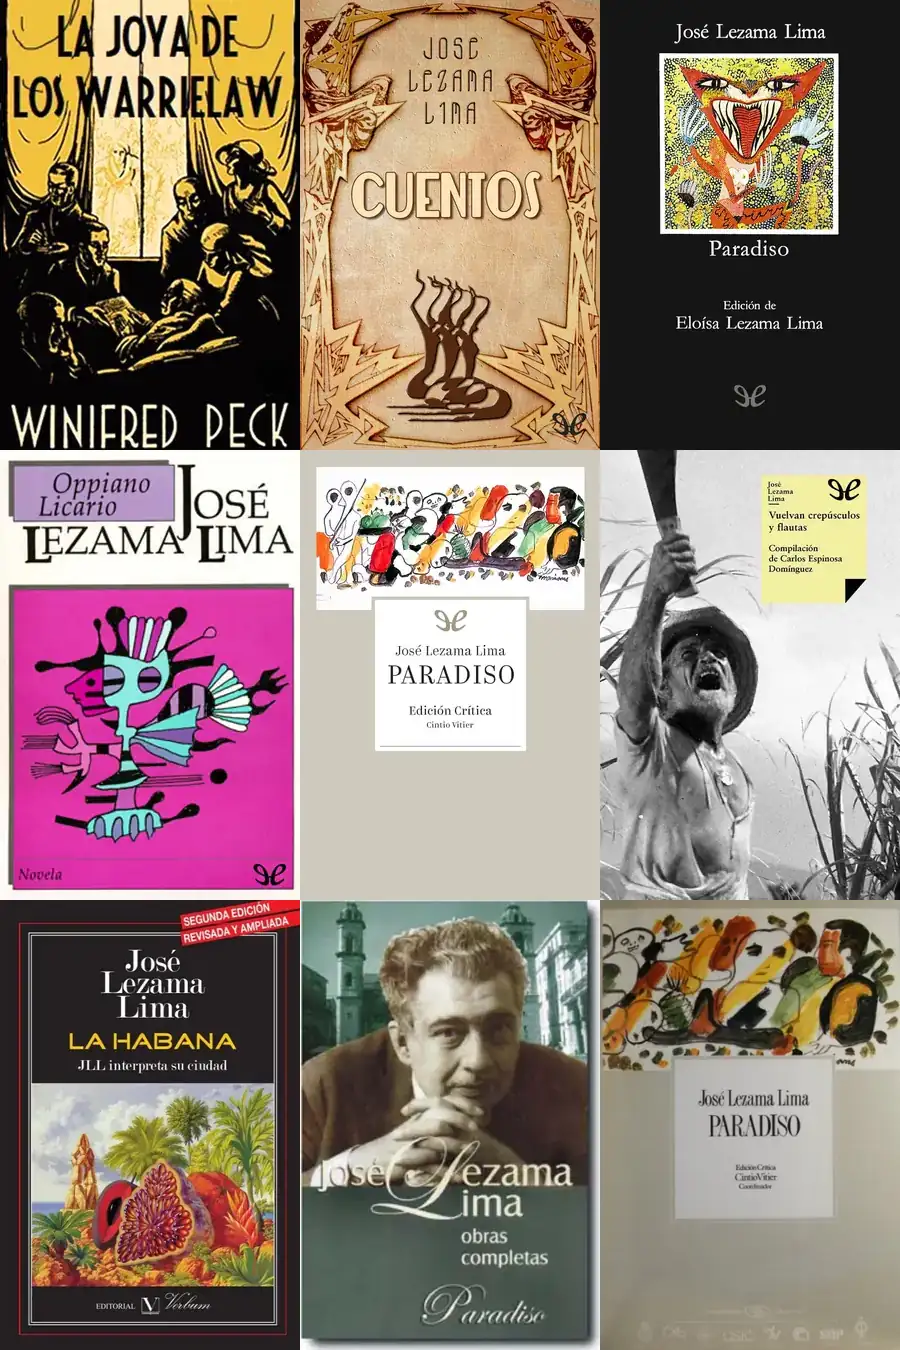 LA JOYA DE
LOS WARRIELAW
WINIFRED PECK
JOSE
LEZAMA
LIMA
CUENTOS
José Lezama Lima
Paradiso
Edición de
Eloísa Lezama Lima
Oppiano
Licario
JOSÉ
LEZAMA LIMA
Novela
José Lezama Lima
PARADISO
Edición Crítica
Cintio Vitier
José
Lezama
Lima
Vuelvan crepúsculos
y flautas
Compilación
de Carlos Espinosa
Domínguez
SEGUNDA EDICIÓN
REVISADA Y AMPLIADA
José
Lezama
Lima
LA HABANA
JLL interpreta su ciudad
EDITORIAL V Verbum
José Lezama
Lima
obras
completas
Paradiso
José Lezama Lima
PARADISO
Edición Crítica
Cintio Vitier
Coordinador